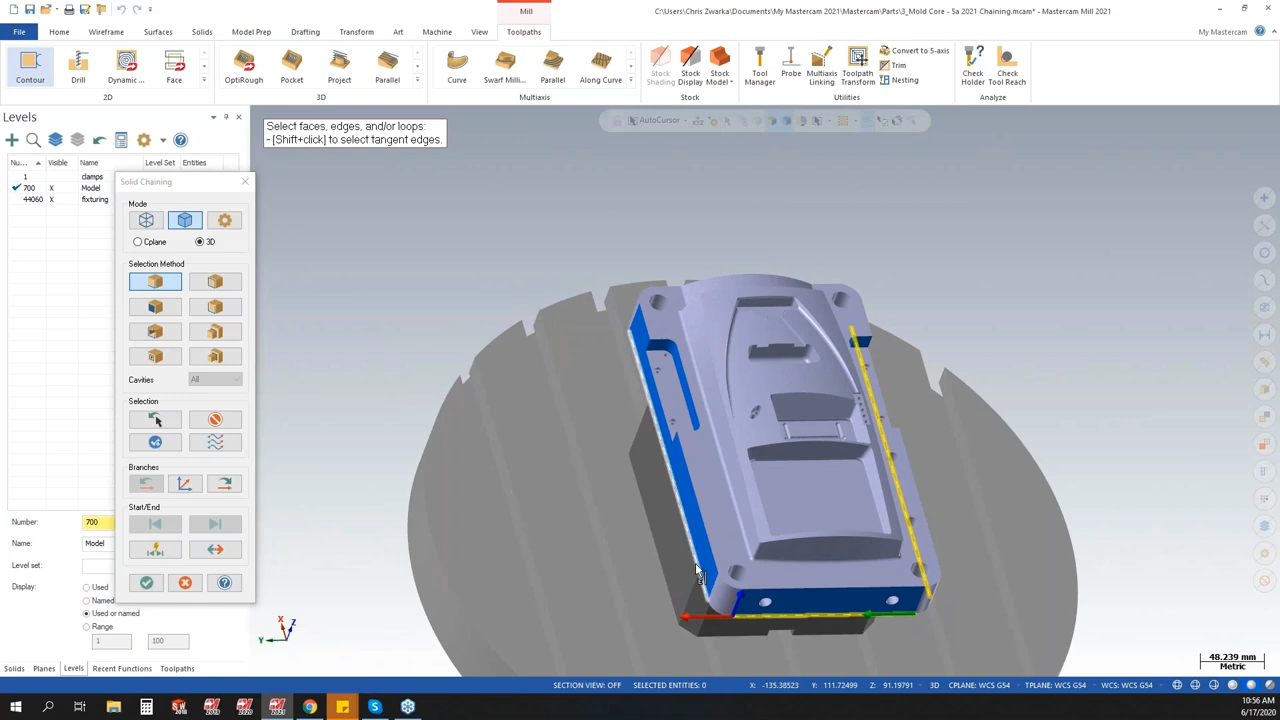 Mill
C:\Users\Chris Zwarka\Documents\My Mastercam 2021\Mastercam\Parts\3_Mold Core - 5a 2021 Chaining.mcam* - Mastercam Mill 2021
File
Home
Wireframe
Surfaces
Solids
Model Prep
Drafting
Transform
Art
Machine
View
Toolpaths
My Mastercam
Contour
Drill
Dynamic ...
Face
2D
OptiRough
Pocket
Project
Parallel
3D
Curve
Swarf Milli...
Parallel
Along Curve
Multiaxis
Stock Shading
Stock Display
Stock Model
Stock
Tool Manager
Probe
Multiaxis Linking
Toolpath Transform
Convert to 5-axis
Trim
Nesting
Utilities
Check Holder
Check Tool Reach
Analyze
Levels
Nu...
Visible
Name
Level Set
Entities
1 clamps
700 X Model
44060 X fixturing
Select faces, edges, and/or loops:
- [Shift+click] to select tangent edges.
AutoCursor
Solid Chaining
Mode
Cplane
3D
Selection Method
Cavities
All
Selection
Branches
Start/End
Number:
700
Name:
Model
Level set:
Display:
Used
Named
Used or named
Range
1
100
X
Z
Y
48.239 mm
Metric
Solids
Planes
Levels
Recent Functions
Toolpaths
SECTION VIEW: OFF
SELECTED ENTITIES: 0
X: -135.38523
Y: 111.72499
Z: 91.19791
3D
CPLANE: WCS G54
TPLANE: WCS G54
WCS: WCS G54
10:56 AM
6/17/2020